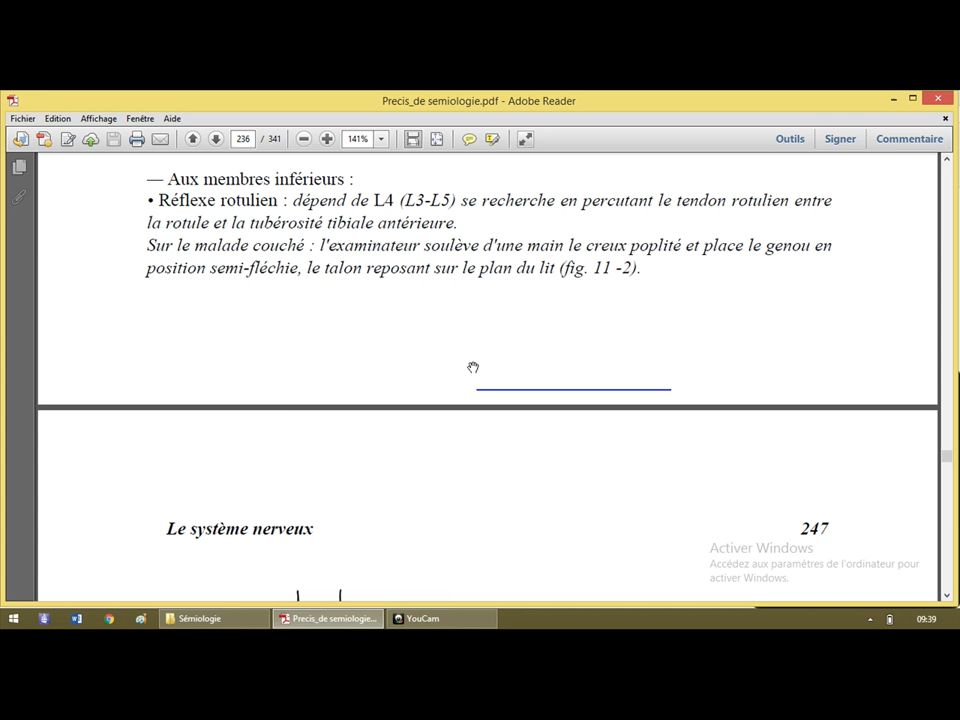 Precis_de semiologie.pdf - Adobe Reader
Fichier Edition Affichage Fenêtre Aide
236 / 341 141% Outils Signer Commentaire
— Aux membres inférieurs :
• Réflexe rotulien : dépend de L4 (L3-L5) se recherche en percutant le tendon rotulien entre
la rotule et la tubérosité tibiale antérieure.
Sur le malade couché : l'examinateur soulève d'une main le creux poplité et place le genou en
position semi-fléchie, le talon reposant sur le plan du lit (fig. 11 -2).
Le système nerveux 247
Activer Windows
Accédez aux paramètres de l'ordinateur pour
activer Windows.
Sémiologie Precis_de semiologie... YouCam 09:39